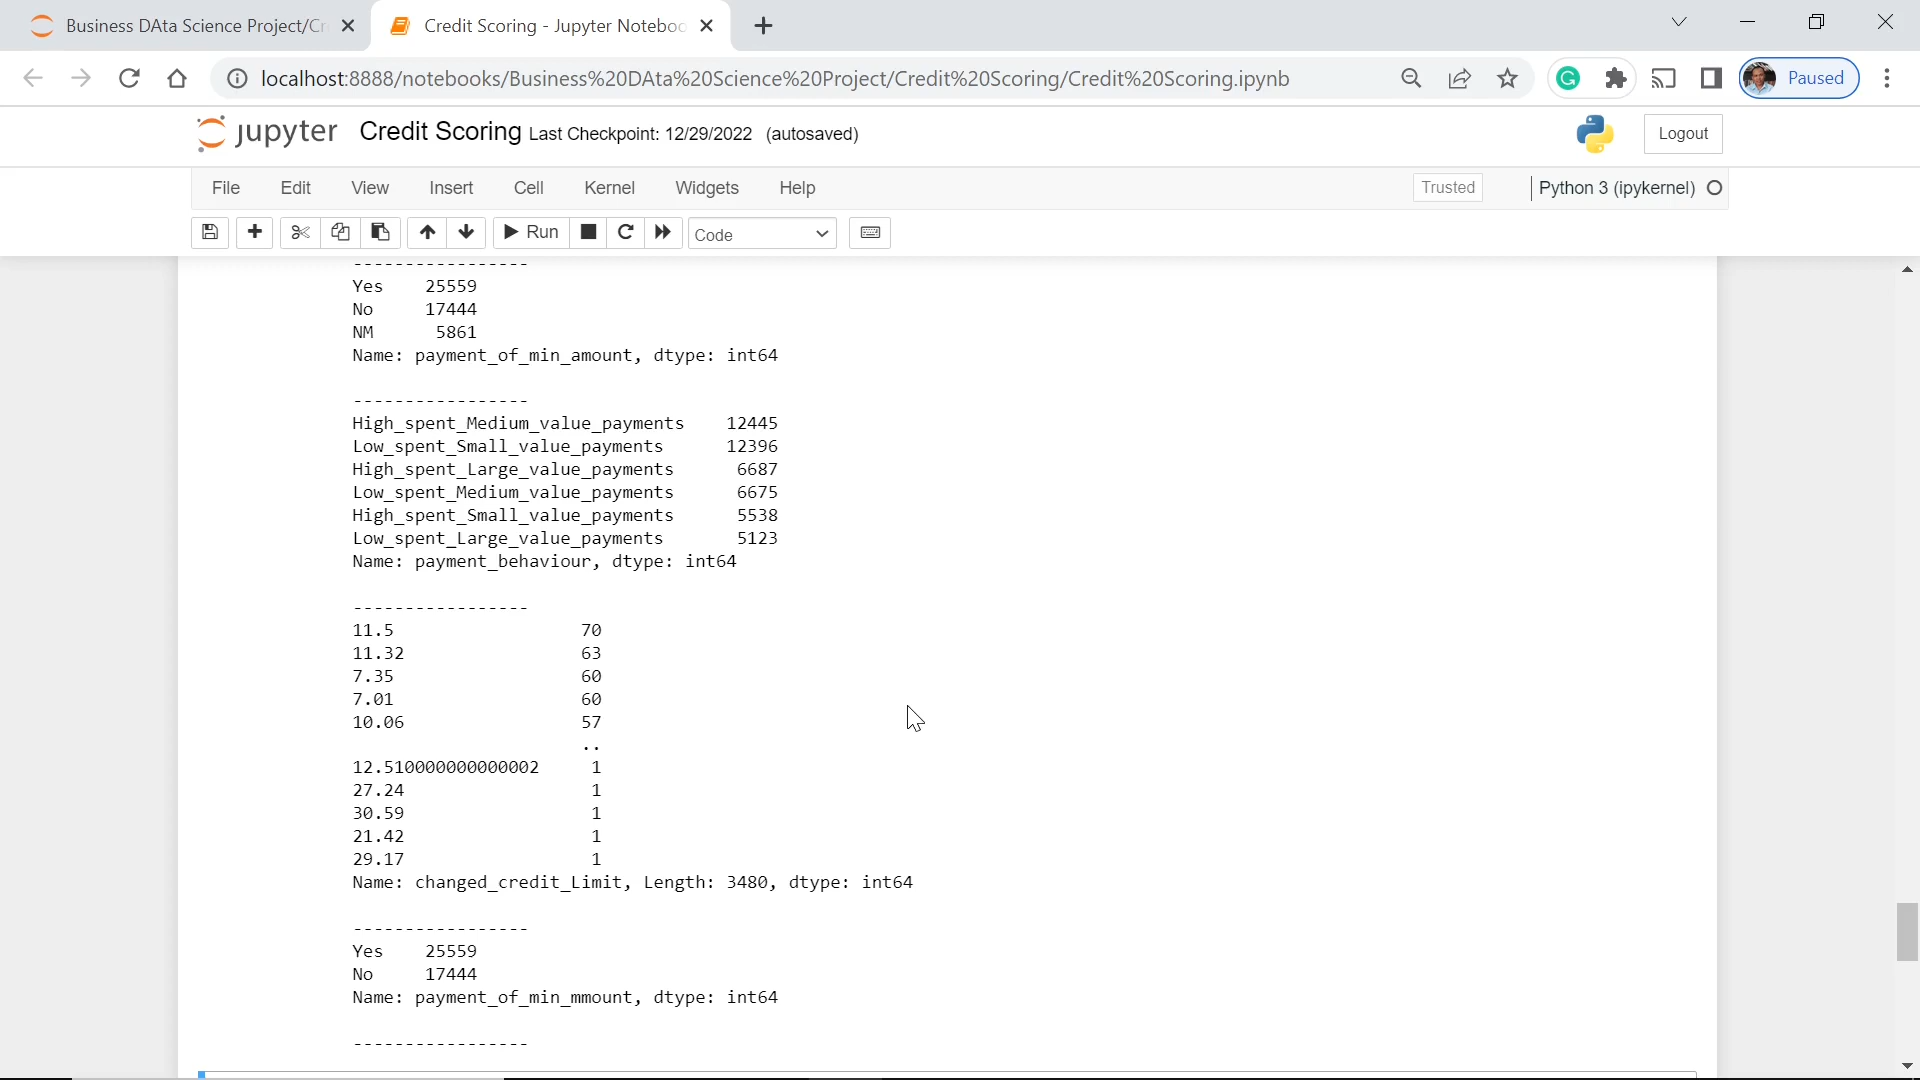 Business DAta Science Project/Cr
Credit Scoring - Jupyter Noteboo
localhost:8888/notebooks/Business%20DAta%20Science%20Project/Credit%20Scoring/Credit%20Scoring.ipynb
Paused
jupyter Credit Scoring Last Checkpoint: 12/29/2022 (autosaved)
Logout
File Edit View Insert Cell Kernel Widgets Help
Trusted
Python 3 (ipykernel)
Run
Code
-----------------
Yes 25559
No 17444
NM 5861
Name: payment_of_min_amount, dtype: int64
-----------------
High_spent_Medium_value_payments 12445
Low_spent_Small_value_payments 12396
High_spent_Large_value_payments 6687
Low_spent_Medium_value_payments 6675
High_spent_Small_value_payments 5538
Low_spent_Large_value_payments 5123
Name: payment_behaviour, dtype: int64
-----------------
11.5 70
11.32 63
7.35 60
7.01 60
10.06 57
..
12.510000000000002 1
27.24 1
30.59 1
21.42 1
29.17 1
Name: changed_credit_Limit, Length: 3480, dtype: int64
-----------------
Yes 25559
No 17444
Name: payment_of_min_mmount, dtype: int64
-----------------